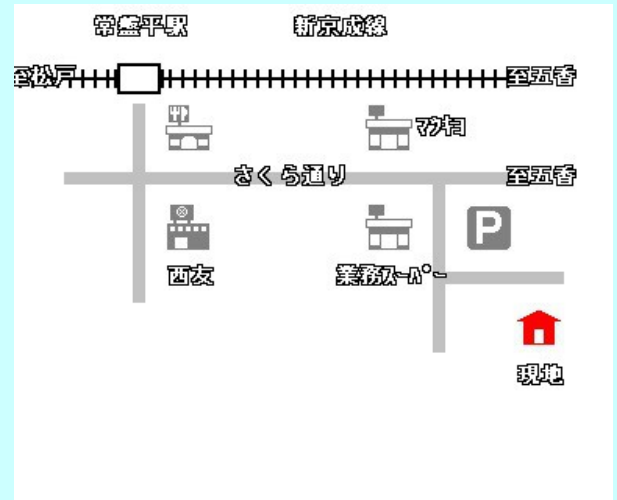 常盤平駅 新京成線
至松戸 至五香
マツキヨ
さくら通り 至五香
P
西友 業務スーパー
現地